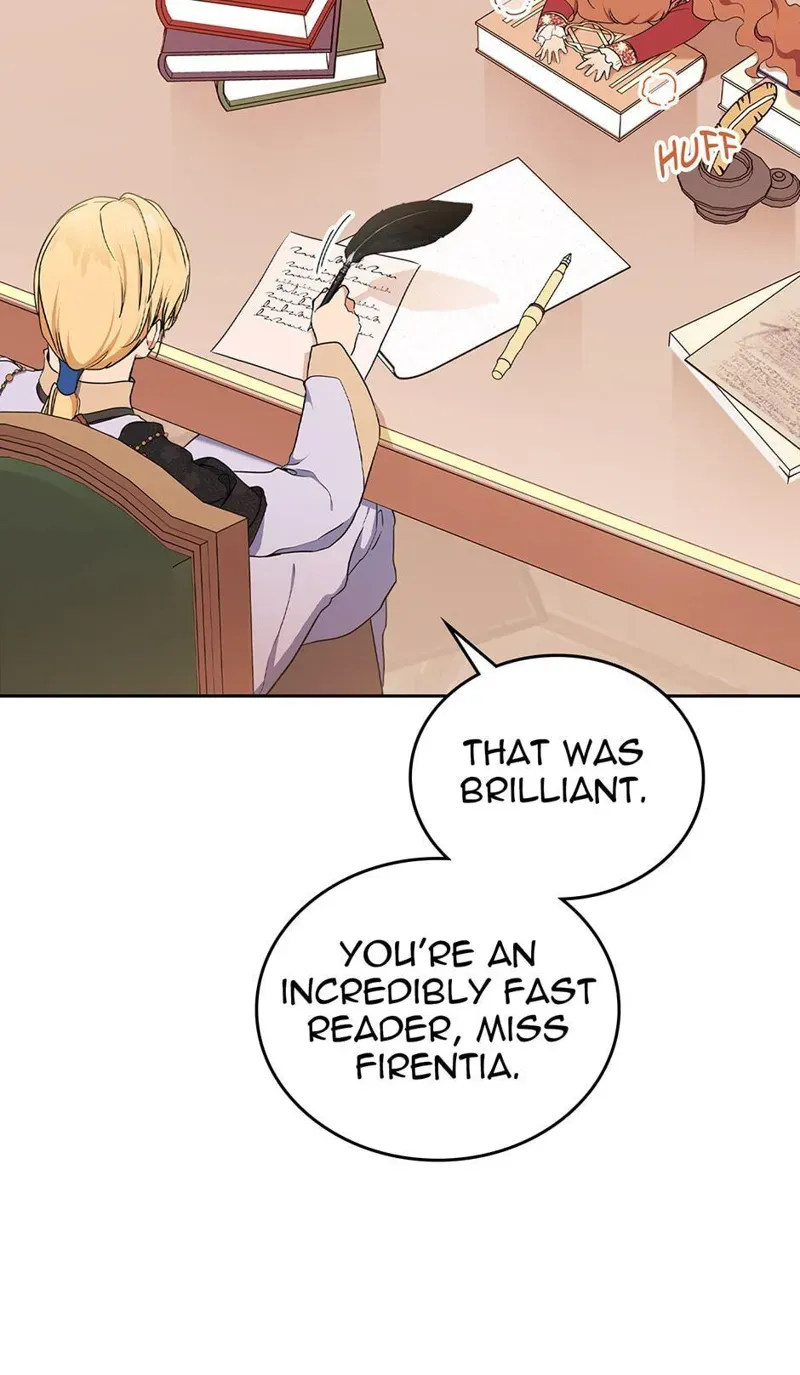 HUFF
THAT WAS
BRILLIANT.
YOU'RE AN
INCREDIBLY FAST
READER, MISS
FIRENTIA.